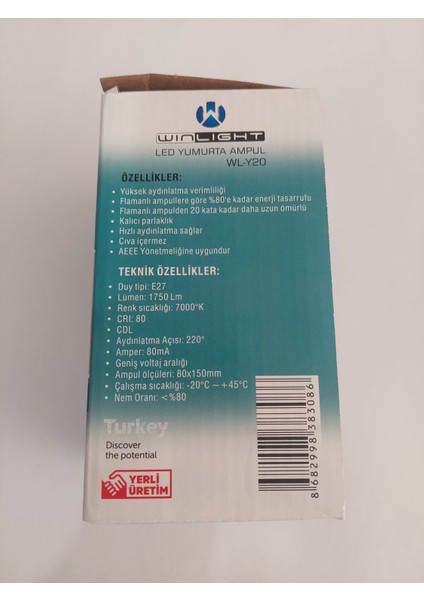 WINLIGHT
LED YUMURTA AMPUL
WL-Y20
ÖZELLİKLER:
• Yüksek aydınlatma verimliliği
• Flamanlı ampullere göre %80'e kadar enerji tasarrufu
• Flamanlı ampulden 20 kata kadar daha uzun ömürlü
• Kalıcı parlaklık
• Hızlı aydınlatma sağlar
• Cıva içermez
• AEEE Yönetmeliğine uygundur
TEKNİK ÖZELLİKLER:
• Duy tipi: E27
• Lümen: 1750 Lm
• Renk sıcaklığı: 7000°K
• CRI: 80
• CDL
• Aydınlatma Açısı: 220°
• Amper: 80mA
• Geniş voltaj aralığı
• Ampul ölçüleri: 80x150mm
• Çalışma sıcaklığı: -20°C ~ +45°C
• Nem Oranı: <%80
Turkey
Discover
the potential
YERLİ
ÜRETİM
8 682998 383086